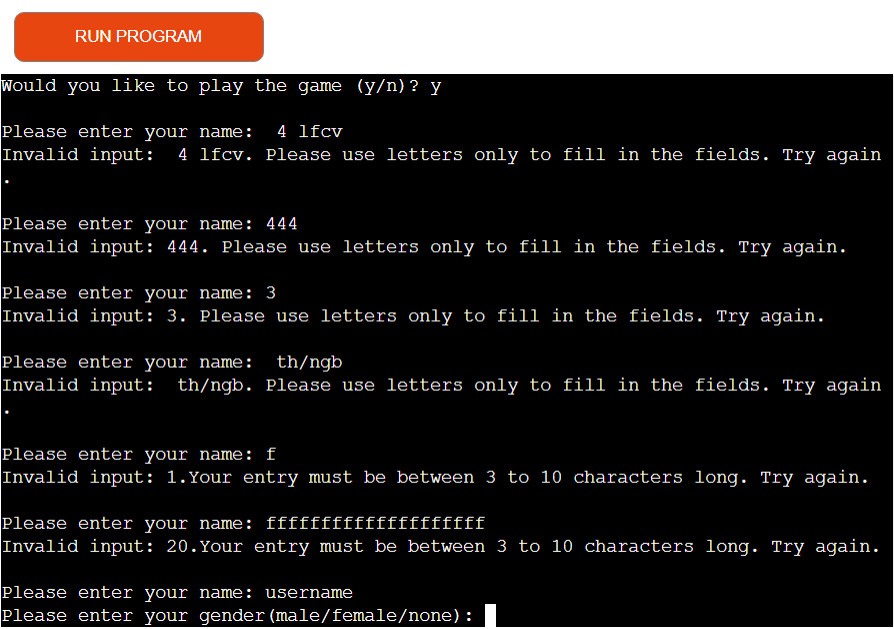 RUN PROGRAM
Would you like to play the game (y/n)? y
Please enter your name:  4 lfcv
Invalid input:  4 lfcv. Please use letters only to fill in the fields. Try again
.
Please enter your name: 444
Invalid input: 444. Please use letters only to fill in the fields. Try again.
Please enter your name: 3
Invalid input: 3. Please use letters only to fill in the fields. Try again.
Please enter your name:  th/ngb
Invalid input:  th/ngb. Please use letters only to fill in the fields. Try again
.
Please enter your name: f
Invalid input: 1.Your entry must be between 3 to 10 characters long. Try again.
Please enter your name: ffffffffffffffffffff
Invalid input: 20.Your entry must be between 3 to 10 characters long. Try again.
Please enter your name: username
Please enter your gender(male/female/none):